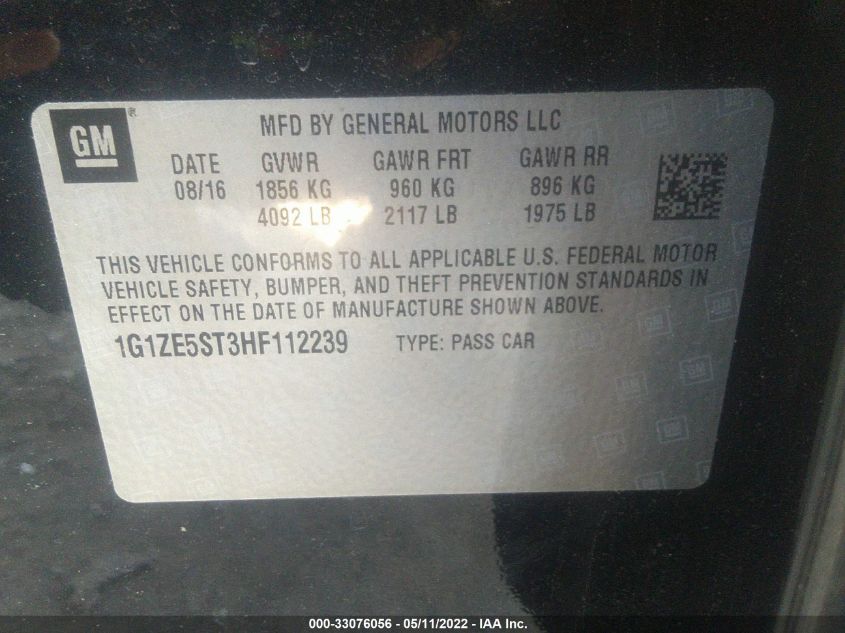 GM ® MFD BY GENERAL MOTORS LLC
DATE GVWR GAWR FRT GAWR RR
08/16 1856 KG 960 KG 896 KG
4092 LB 2117 LB 1975 LB
THIS VEHICLE CONFORMS TO ALL APPLICABLE U.S. FEDERAL MOTOR
VEHICLE SAFETY, BUMPER, AND THEFT PREVENTION STANDARDS IN
EFFECT ON THE DATE OF MANUFACTURE SHOWN ABOVE.
1G1ZE5ST3HF112239 TYPE: PASS CAR
000-33076056 - 05/11/2022 - IAA Inc.